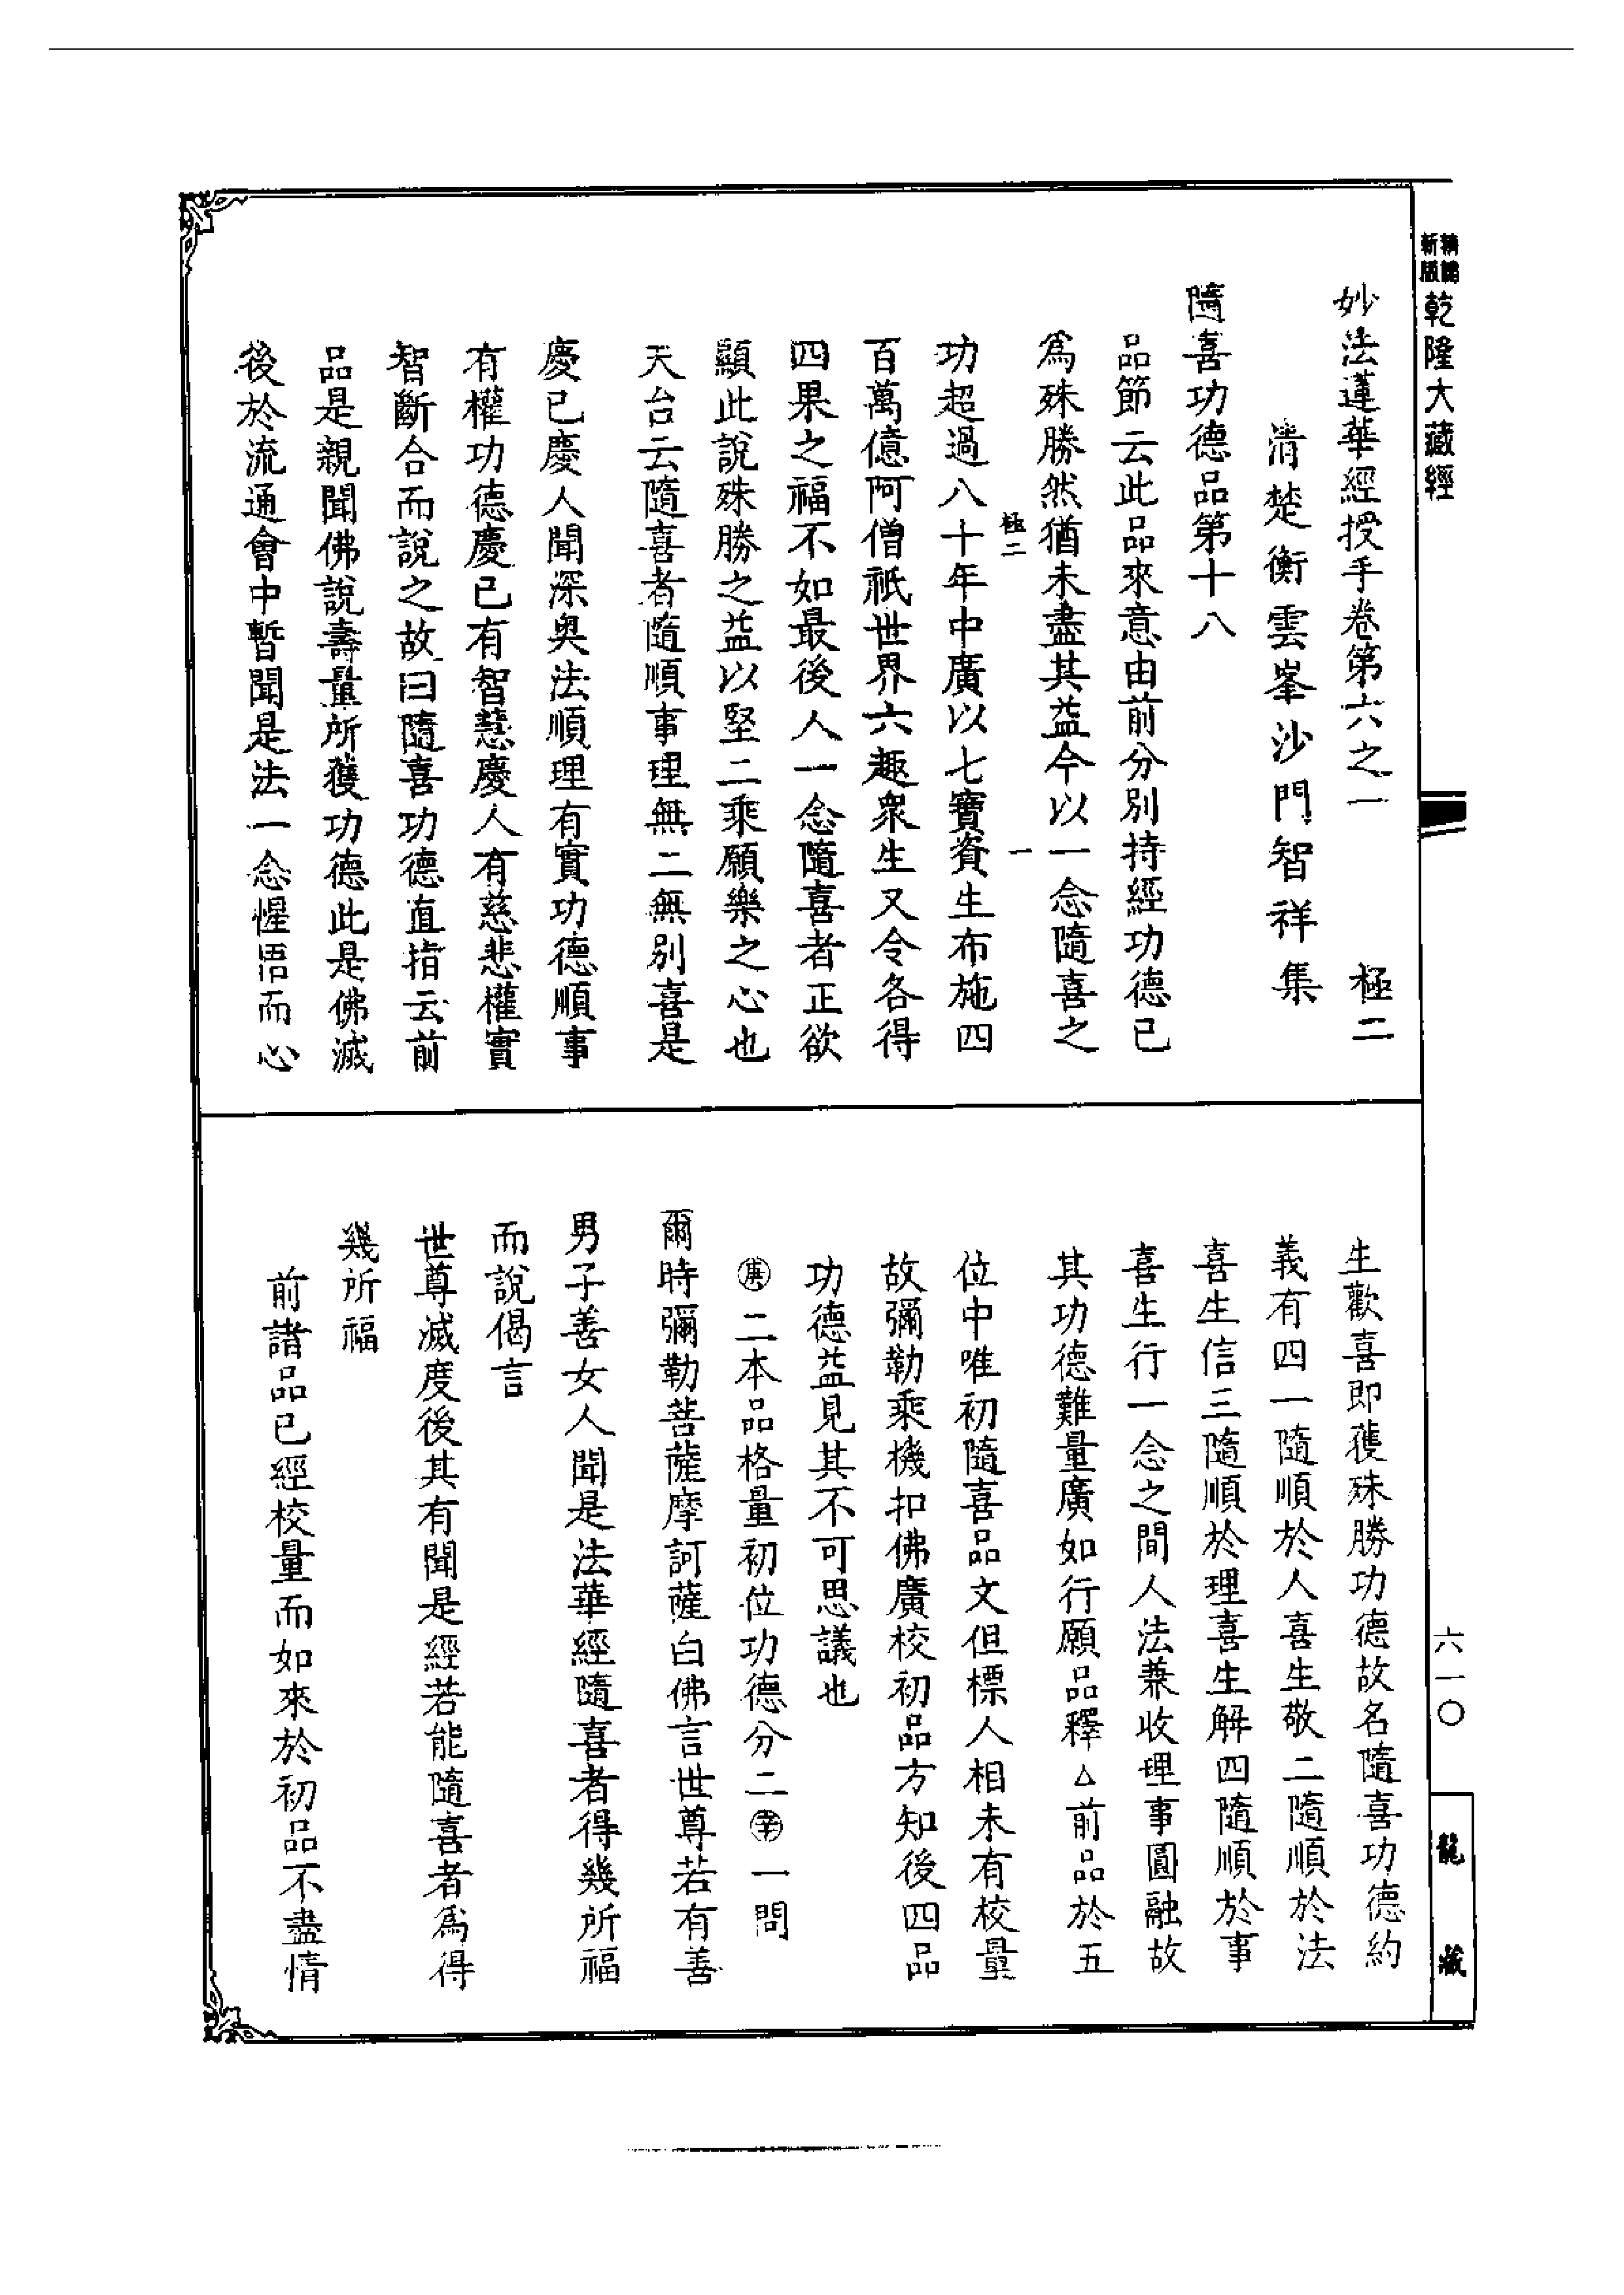 精縮
新版
乾隆大藏經
妙法蓮華經授手卷第六之一 極二
清楚衡雲峯沙門智祥集
隨喜功德品第十八
品節云此品來意由前分別持經功德已
為殊勝然猶未盡其益今以一念隨喜之
極二 一
功超過八十年中廣以七寶資生布施四
百萬億阿僧祇世界六趣眾生又令各得
四果之福不如最後人一念隨喜者正欲
顯此說殊勝之益以堅二乘願樂之心也
天台云隨喜者隨順事理無二無別喜是
慶已慶人聞深奧法順理有實功德順事
有權功德慶已有智慧慶人有慈悲權實
智斷合而說之故曰隨喜功德直指云前
品是親聞佛說壽量所獲功德此是佛滅
後於流通會中暫聞是法一念惺悟而心
生歡喜即獲殊勝功德故名隨喜功德約
義有四一隨順於人喜生敬二隨順於法
喜生信三隨順於理喜生解四隨順於事
喜生行一念之間人法兼收理事圓融故
其功德難量廣如行願品釋△前品於五
位中唯初隨喜品文但標人相未有校量
故彌勒乘機扣佛廣校初品方知後四品
功德益見其不可思議也
㊂二本品格量初位功德分二㊛一問
爾時彌勒菩薩摩訶薩白佛言世尊若有善
男子善女人聞是法華經隨喜者得幾所福
而說偈言
世尊滅度後其有聞是經若能隨喜者為得
幾所福
前諸品已經校量而如來於初品不盡情
六一〇
龍藏